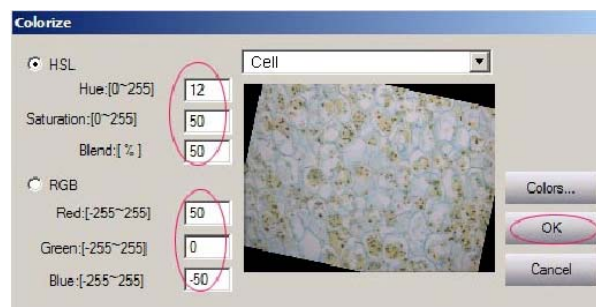 Colorize
HSL
Cell
Hue:[0~255] 12
Saturation:[0~255] 50
Blend:[ % ] 50
RGB
Red:[-255~255] 50
Green:[-255~255] 0
Blue:[-255~255] -50
Colors...
OK
Cancel